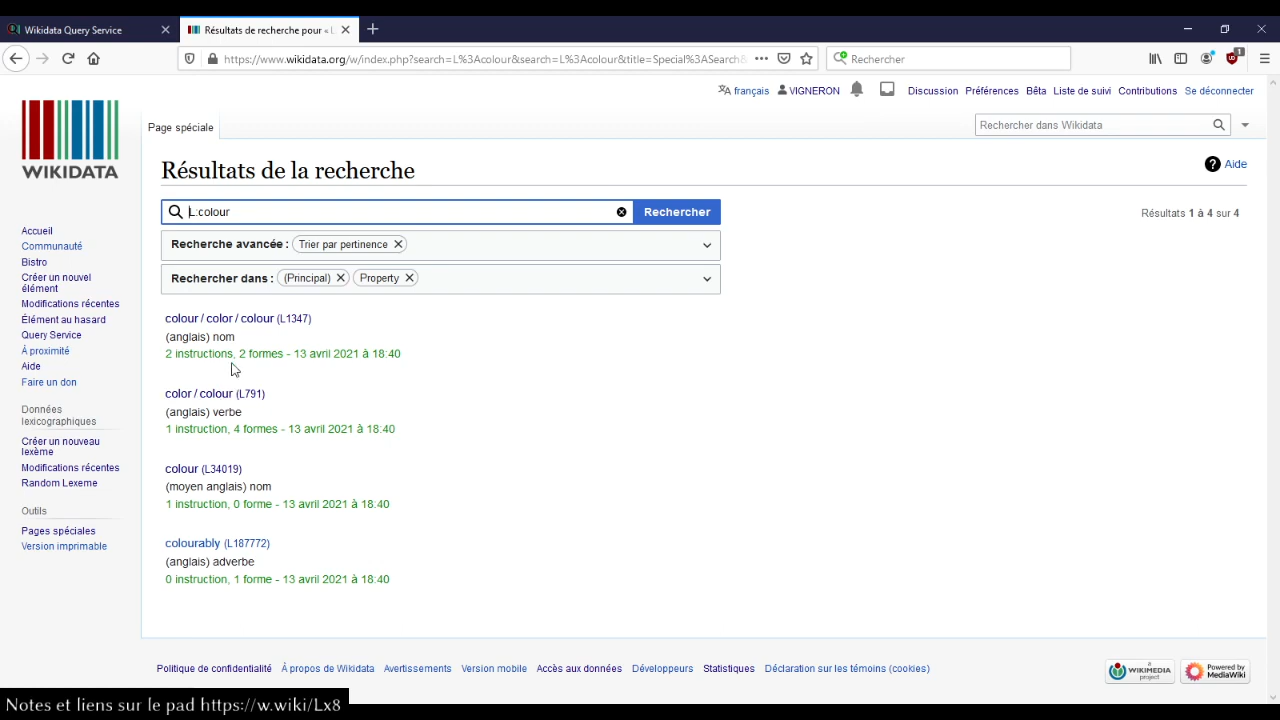 Wikidata Query Service
Résultats de recherche pour « L
https://www.wikidata.org/w/index.php?search=L%3Acolour&search=L%3Acolour&title=Special%3ASearch&
Rechercher
1
français VIGNERON Discussion Préférences Bêta Liste de suivi Contributions Se déconnecter
WIKIDATA
Page spéciale
Rechercher dans Wikidata
Résultats de la recherche
Aide
L:colour
Rechercher
Résultats 1 à 4 sur 4
Recherche avancée : Trier par pertinence
Rechercher dans : (Principal) Property
Accueil
Communauté
Bistro
Créer un nouvel
élément
Modifications récentes
Élément au hasard
Query Service
À proximité
Aide
Faire un don
Données
lexicographiques
Créer un nouveau
lexème
Modifications récentes
Random Lexeme
Outils
Pages spéciales
Version imprimable
colour / color / colour (L1347)
(anglais) nom
2 instructions, 2 formes - 13 avril 2021 à 18:40
color / colour (L791)
(anglais) verbe
1 instruction, 4 formes - 13 avril 2021 à 18:40
colour (L34019)
(moyen anglais) nom
1 instruction, 0 forme - 13 avril 2021 à 18:40
colourably (L187772)
(anglais) adverbe
0 instruction, 1 forme - 13 avril 2021 à 18:40
Politique de confidentialité À propos de Wikidata Avertissements Version mobile Accès aux données Développeurs Statistiques Déclaration sur les témoins (cookies)
A
WIKIMEDIA
project
Powered by
MediaWiki
Notes et liens sur le pad https://w.wiki/Lx8